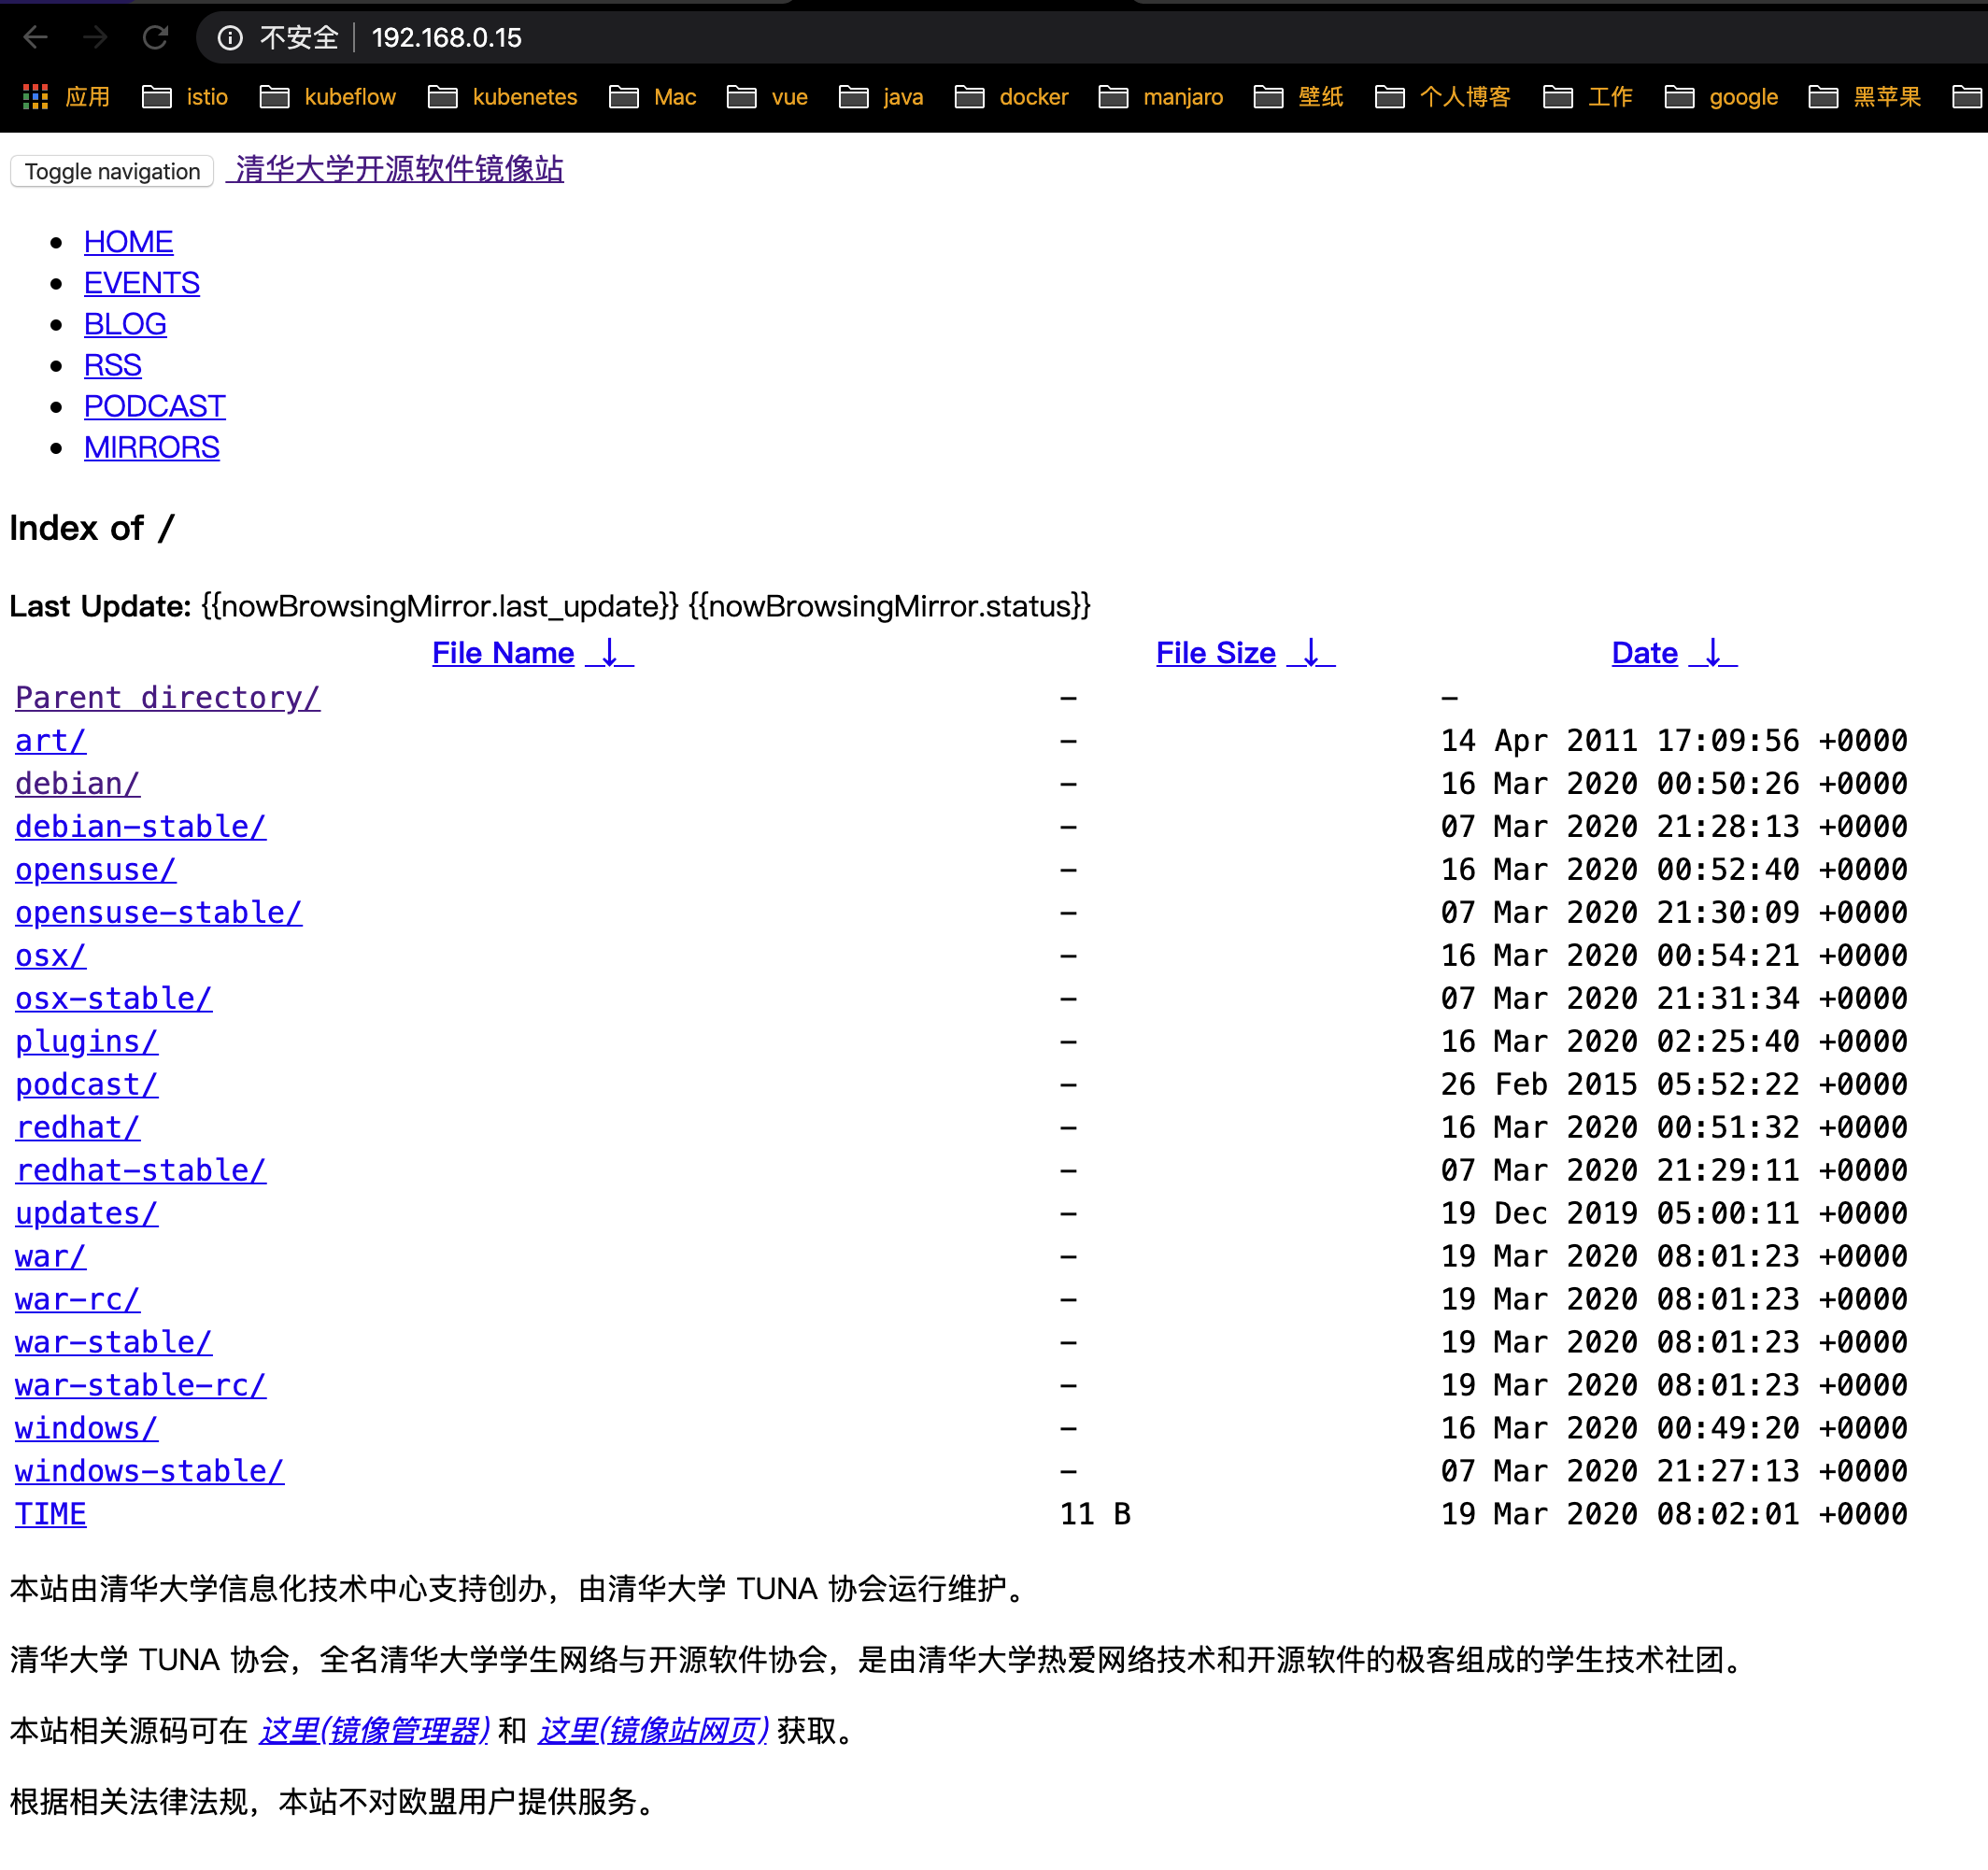 不安全 192.168.0.15
应用 istio kubeflow kubenetes Mac vue java docker manjaro 壁纸 个人博客 工作 google 黑苹果
Toggle navigation 清华大学开源软件镜像站
HOME
EVENTS
BLOG
RSS
PODCAST
MIRRORS
Index of /
Last Update: {{nowBrowsingMirror.last_update}} {{nowBrowsingMirror.status}}
File Name ↓ File Size ↓ Date ↓
Parent directory/ - -
art/ - 14 Apr 2011 17:09:56 +0000
debian/ - 16 Mar 2020 00:50:26 +0000
debian-stable/ - 07 Mar 2020 21:28:13 +0000
opensuse/ - 16 Mar 2020 00:52:40 +0000
opensuse-stable/ - 07 Mar 2020 21:30:09 +0000
osx/ - 16 Mar 2020 00:54:21 +0000
osx-stable/ - 07 Mar 2020 21:31:34 +0000
plugins/ - 16 Mar 2020 02:25:40 +0000
podcast/ - 26 Feb 2015 05:52:22 +0000
redhat/ - 16 Mar 2020 00:51:32 +0000
redhat-stable/ - 07 Mar 2020 21:29:11 +0000
updates/ - 19 Dec 2019 05:00:11 +0000
war/ - 19 Mar 2020 08:01:23 +0000
war-rc/ - 19 Mar 2020 08:01:23 +0000
war-stable/ - 19 Mar 2020 08:01:23 +0000
war-stable-rc/ - 19 Mar 2020 08:01:23 +0000
windows/ - 16 Mar 2020 00:49:20 +0000
windows-stable/ - 07 Mar 2020 21:27:13 +0000
TIME 11 B 19 Mar 2020 08:02:01 +0000
本站由清华大学信息化技术中心支持创办，由清华大学 TUNA 协会运行维护。
清华大学 TUNA 协会，全名清华大学学生网络与开源软件协会，是由清华大学热爱网络技术和开源软件的极客组成的学生技术社团。
本站相关源码可在 这里(镜像管理器) 和 这里(镜像站网页) 获取。
根据相关法律法规，本站不对欧盟用户提供服务。